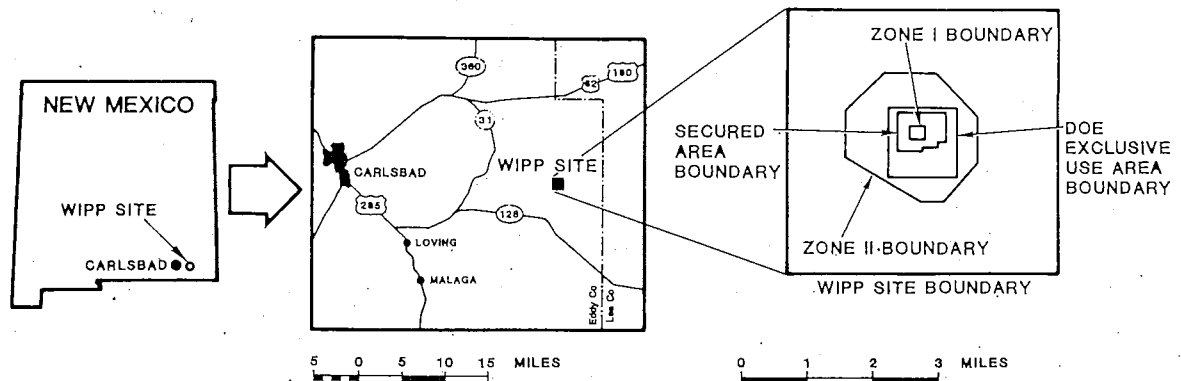 NEW MEXICO
WIPP SITE
CARLSBAD
360
62
180
31
CARLSBAD
WIPP SITE
285
128
LOVING
MALAGA
Eddy Co
Lea Co
5 0 5 10 15 MILES
ZONE I BOUNDARY
SECURED
AREA
BOUNDARY
DOE
EXCLUSIVE
USE AREA
BOUNDARY
ZONE II BOUNDARY
WIPP SITE BOUNDARY
0 1 2 3 MILES